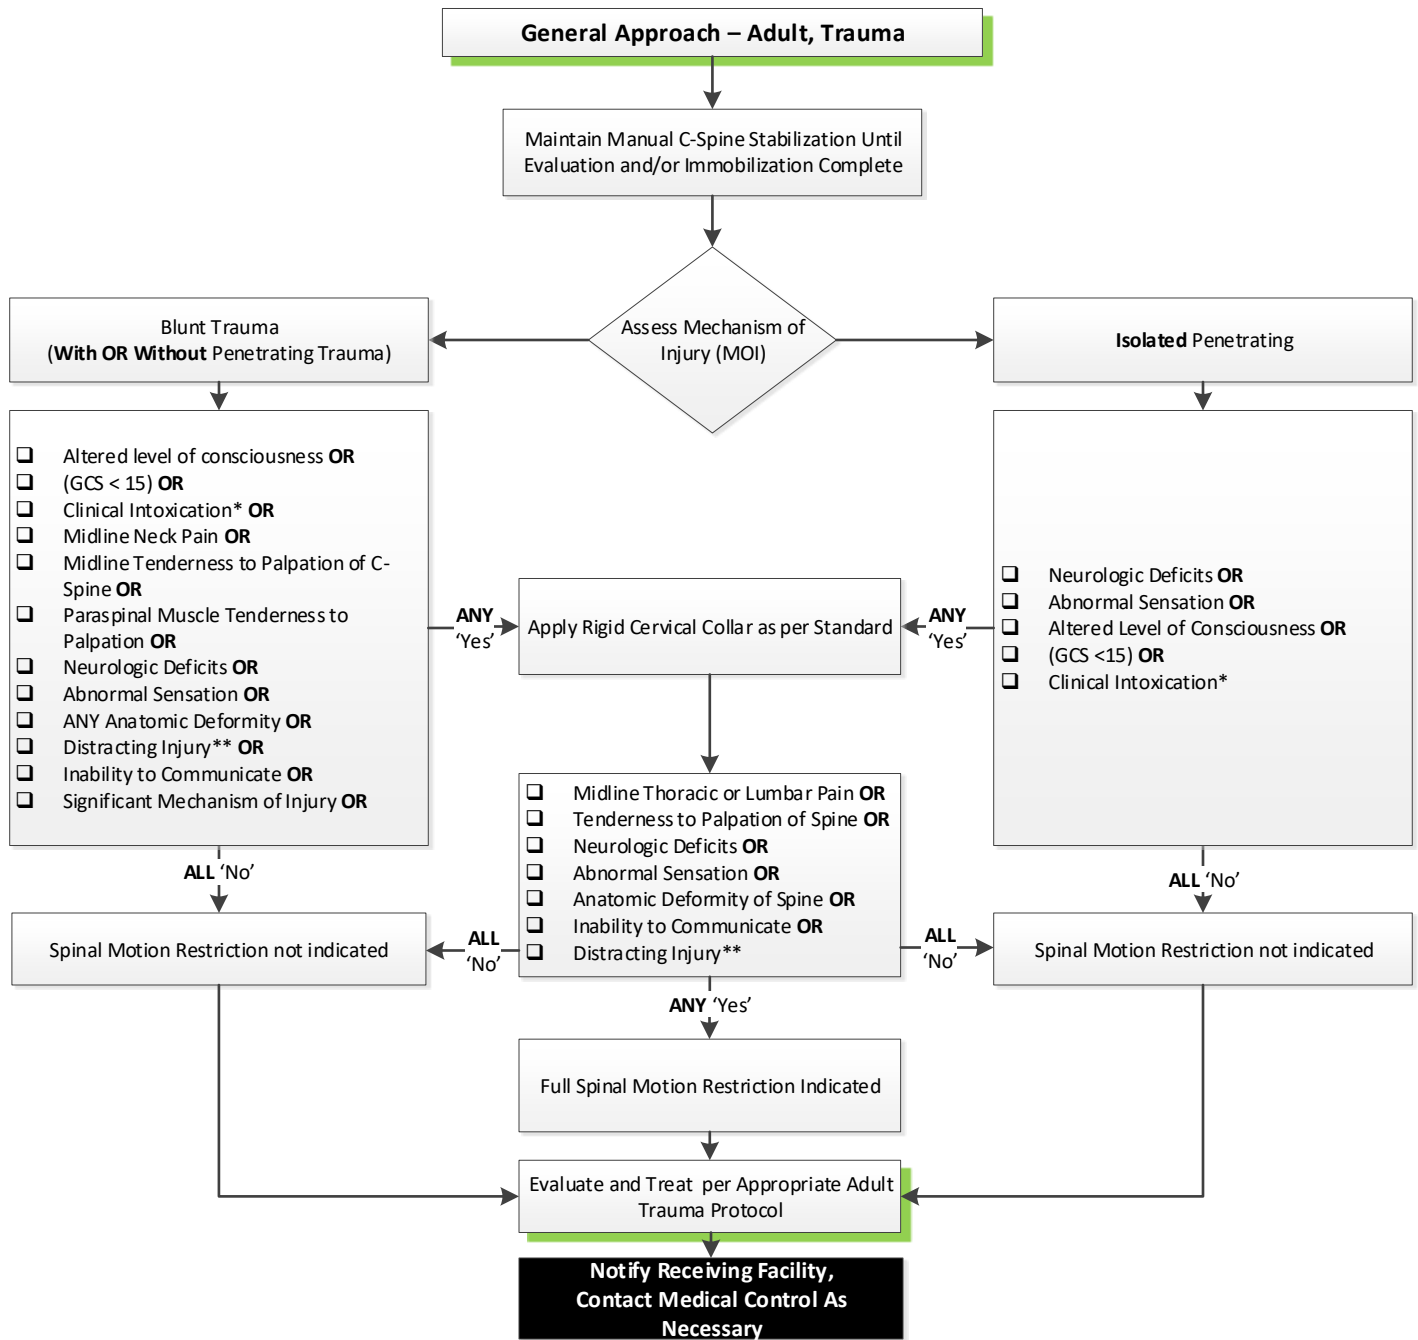 General Approach – Adult, Trauma
Maintain Manual C-Spine Stabilization Until
Evaluation and/or Immobilization Complete
Assess Mechanism of
Injury (MOI)
Blunt Trauma
(With OR Without Penetrating Trauma)
Isolated Penetrating
❑ Altered level of consciousness OR
❑ (GCS < 15) OR
❑ Clinical Intoxication* OR
❑ Midline Neck Pain OR
❑ Midline Tenderness to Palpation of C-
Spine OR
❑ Paraspinal Muscle Tenderness to
Palpation OR
❑ Neurologic Deficits OR
❑ Abnormal Sensation OR
❑ ANY Anatomic Deformity OR
❑ Distracting Injury** OR
❑ Inability to Communicate OR
❑ Significant Mechanism of Injury OR
ANY
‘Yes’
Apply Rigid Cervical Collar as per Standard
ANY
‘Yes’
❑ Neurologic Deficits OR
❑ Abnormal Sensation OR
❑ Altered Level of Consciousness OR
❑ (GCS <15) OR
❑ Clinical Intoxication*
❑ Midline Thoracic or Lumbar Pain OR
❑ Tenderness to Palpation of Spine OR
❑ Neurologic Deficits OR
❑ Abnormal Sensation OR
❑ Anatomic Deformity of Spine OR
❑ Inability to Communicate OR
❑ Distracting Injury**
ALL ‘No’
ALL ‘No’
Spinal Motion Restriction not indicated
ALL
‘No’
ALL
‘No’
Spinal Motion Restriction not indicated
ANY ‘Yes’
Full Spinal Motion Restriction Indicated
Evaluate and Treat per Appropriate Adult
Trauma Protocol
Notify Receiving Facility,
Contact Medical Control As
Necessary